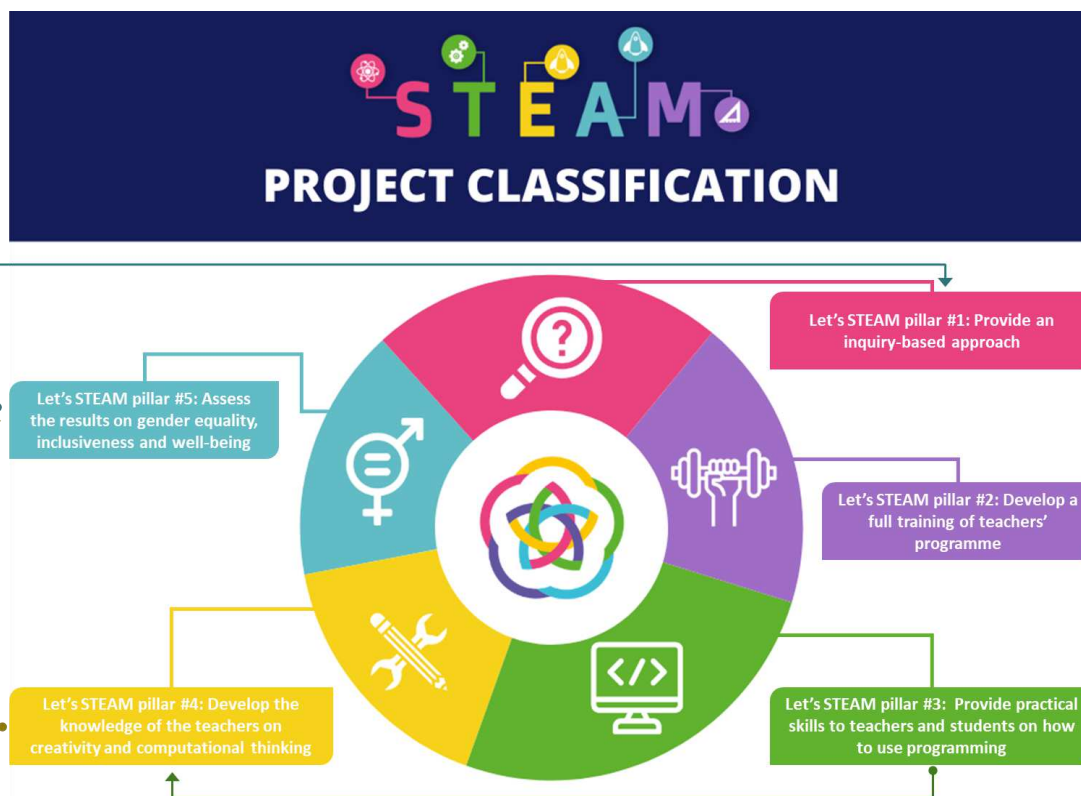 STEAM
PROJECT CLASSIFICATION
Let's STEAM pillar #1: Provide an
inquiry-based approach
Let's STEAM pillar #5: Assess
the results on gender equality,
inclusiveness and well-being
Let's STEAM pillar #2: Develop a
full training of teachers'
programme
Let's STEAM pillar #4: Develop the
knowledge of the teachers on
creativity and computational thinking
Let's STEAM pillar #3: Provide practical
skills to teachers and students on how
to use programming